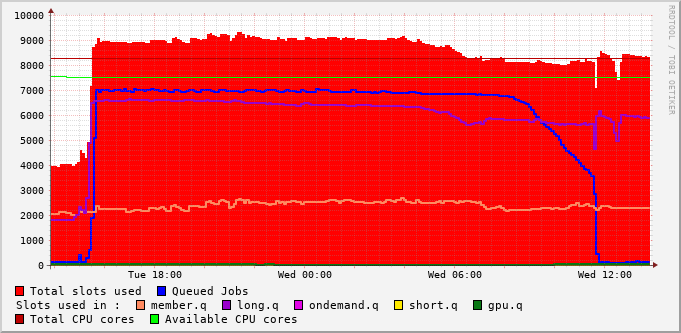 RRDTOOL / TOBI OETIKER
10000
9000
8000
7000
6000
5000
4000
3000
2000
1000
0
Tue 18:00 Wed 00:00 Wed 06:00 Wed 12:00
Total slots used Queued Jobs
Slots used in : member.q long.q ondemand.q short.q gpu.q
Total CPU cores Available CPU cores